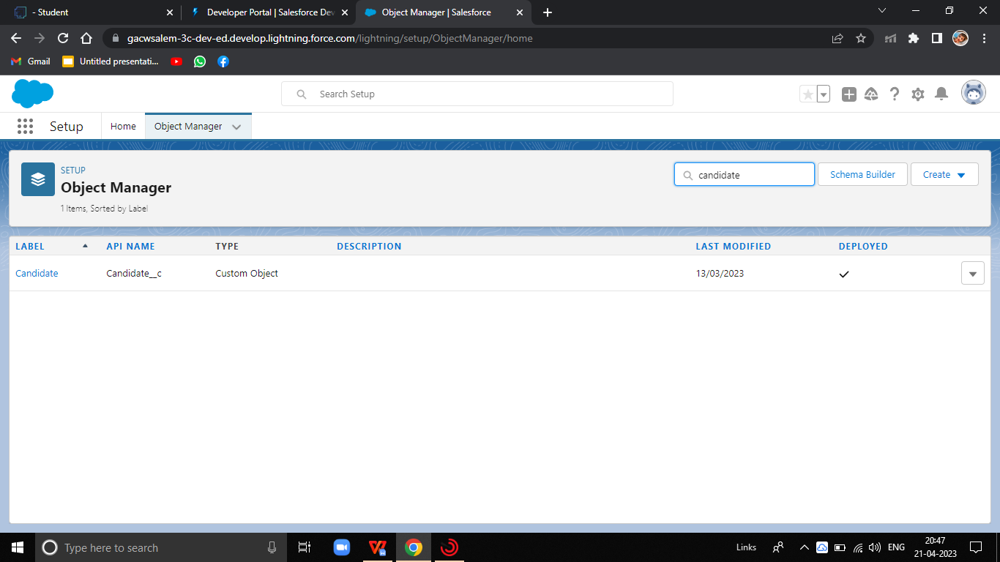 - Student
Developer Portal | Salesforce Dev
Object Manager | Salesforce
gacwsalem-3c-dev-ed.develop.lightning.force.com/lightning/setup/ObjectManager/home
Gmail
Untitled presentati...
Search Setup
Setup
Home
Object Manager
SETUP
Object Manager
1 Items, Sorted by Label
candidate
Schema Builder
Create
LABEL API NAME TYPE DESCRIPTION LAST MODIFIED DEPLOYED
Candidate Candidate__c Custom Object 13/03/2023
Type here to search
Links
ENG
20:47
21-04-2023